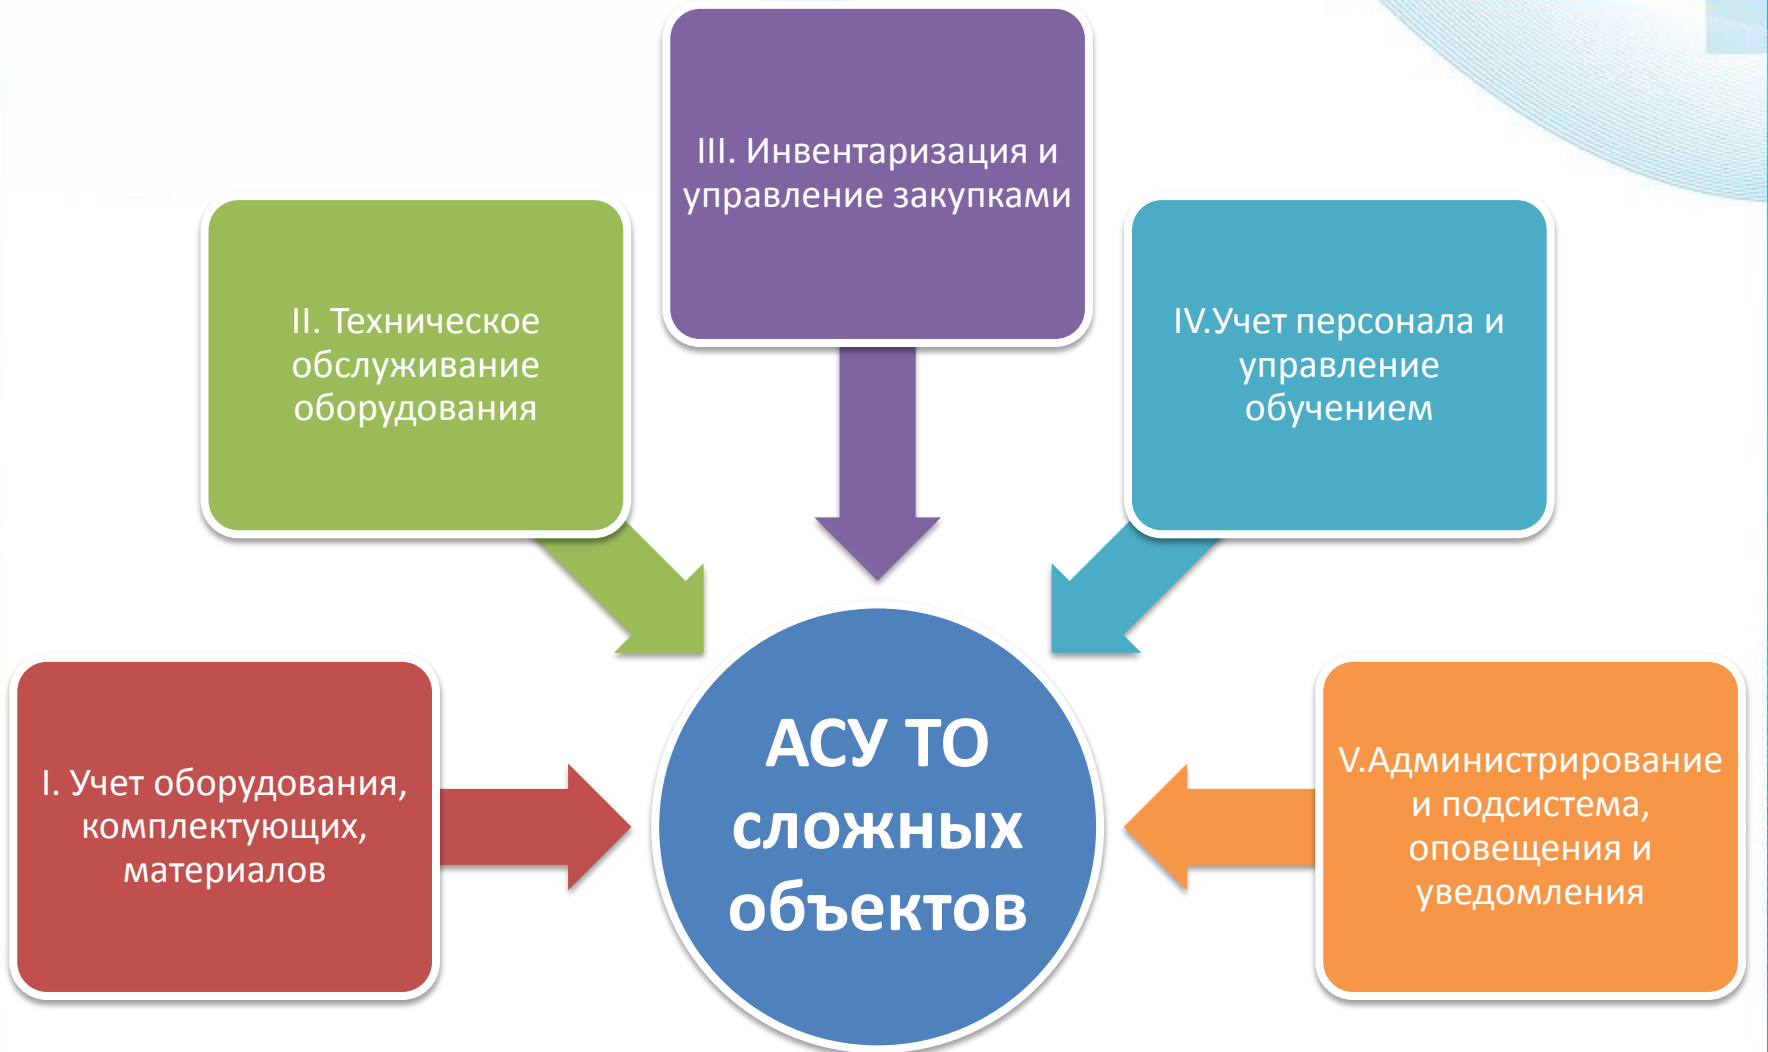 III. Инвентаризация и
управление закупками
II. Техническое
обслуживание
оборудования
IV.Учет персонала и
управление
обучением
I. Учет оборудования,
комплектующих,
материалов
АСУ ТО
сложных
объектов
V.Администрирование
и подсистема,
оповещения и
уведомления